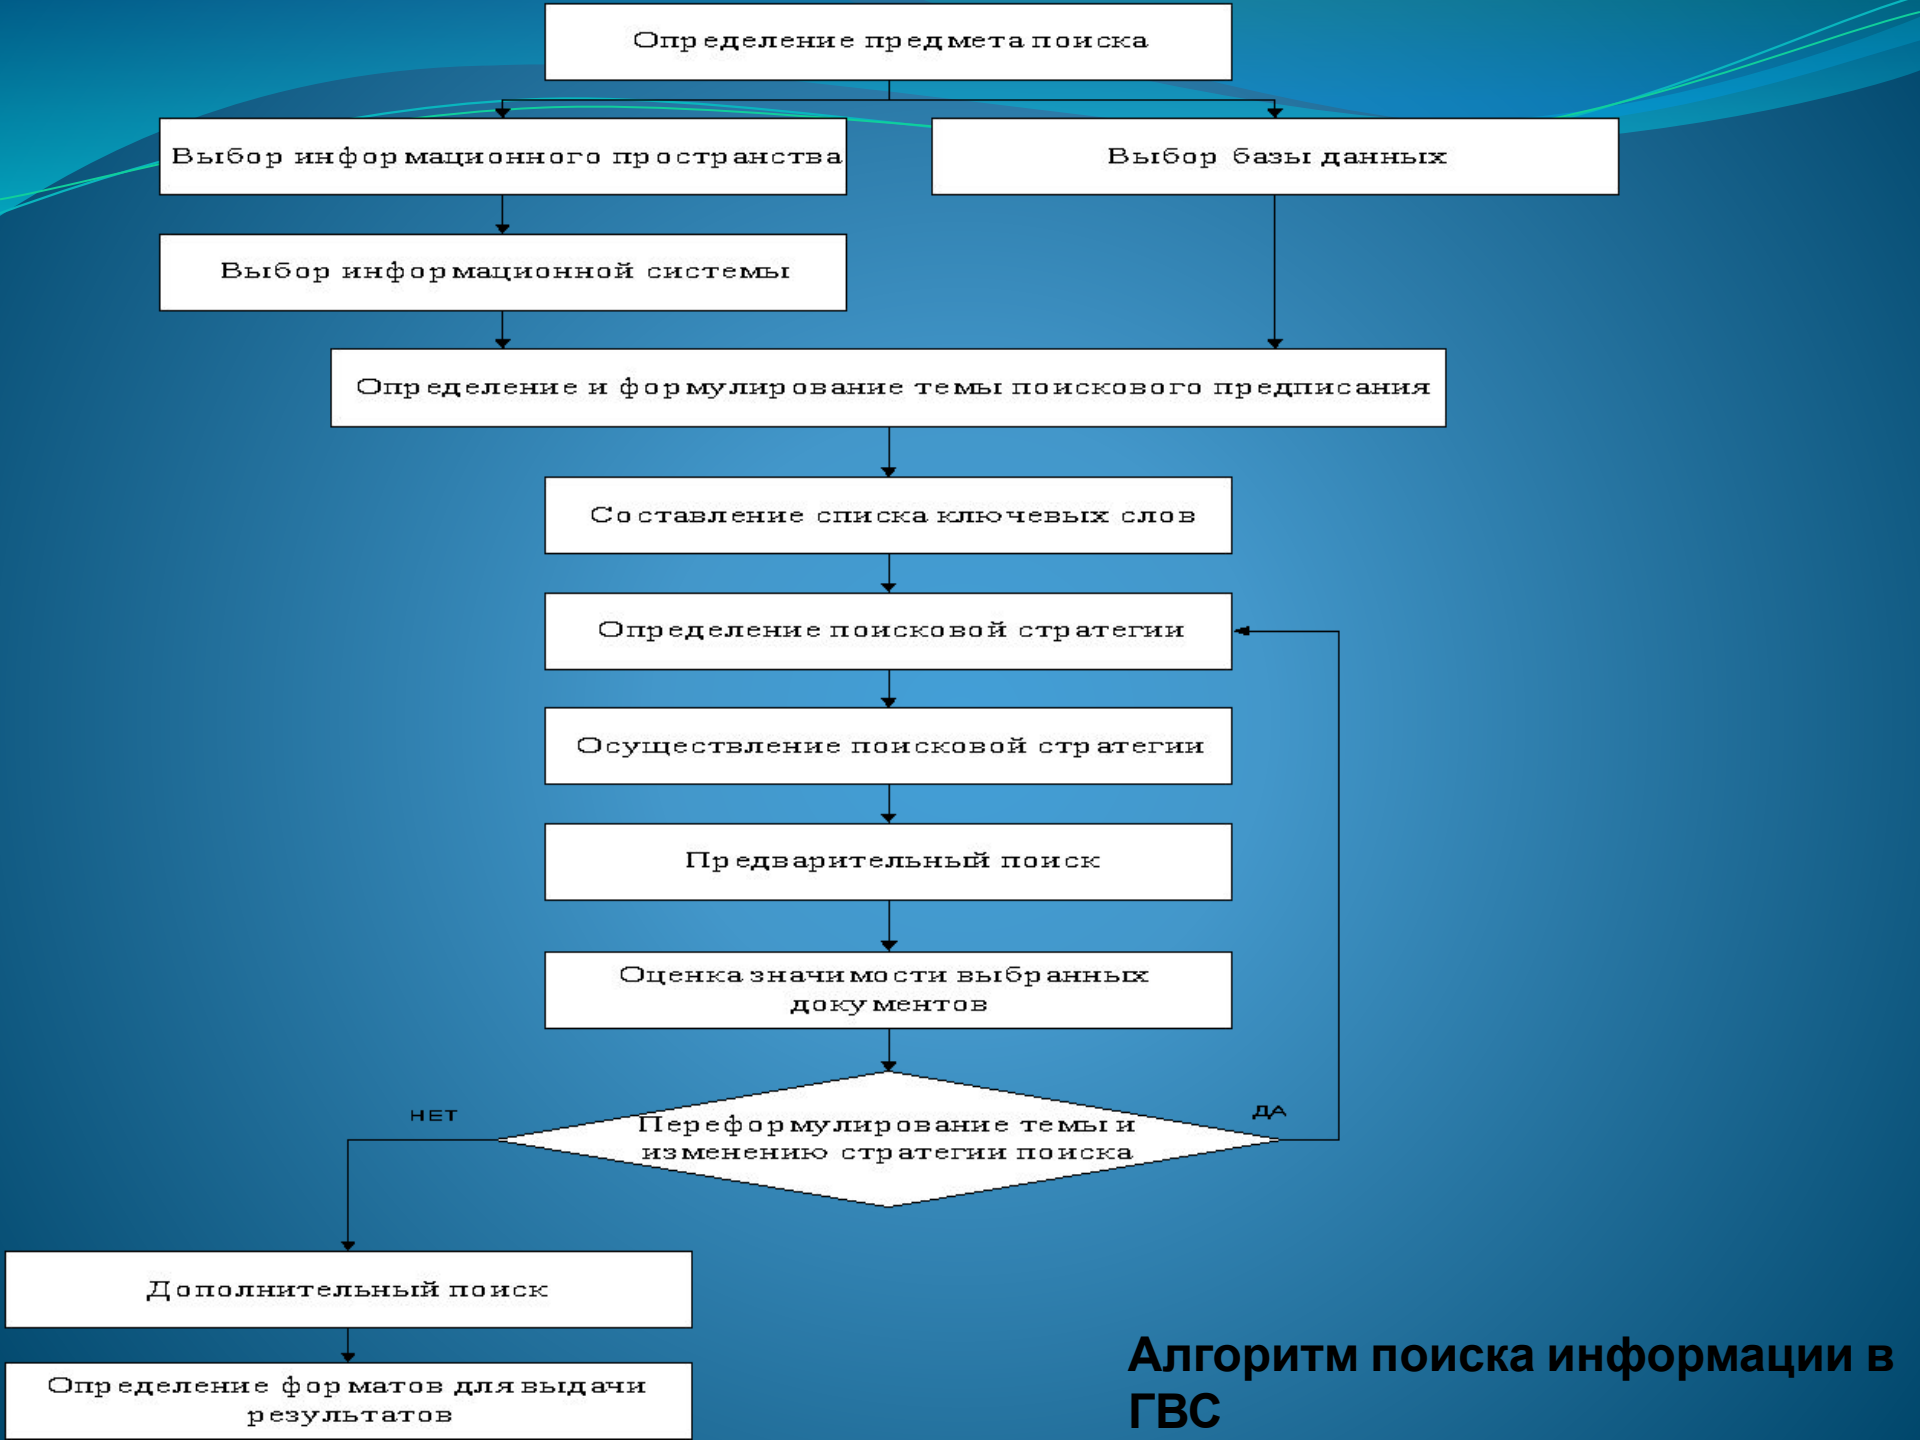 Определение предмета поиска
Выбор информационного пространства
Выбор базы данных
Выбор информационной системы
Определение и формулирование темы поискового предписания
Составление списка ключевых слов
Определение поисковой стратегии
Осуществление поисковой стратегии
Предварительный поиск
Оценка значимости выбранных
документов
НЕТ
ДА
Переформулирование темы и
изменению стратегии поиска
Дополнительный поиск
Определение форматов для выдачи
результатов
Алгоритм поиска информации в
ГВС